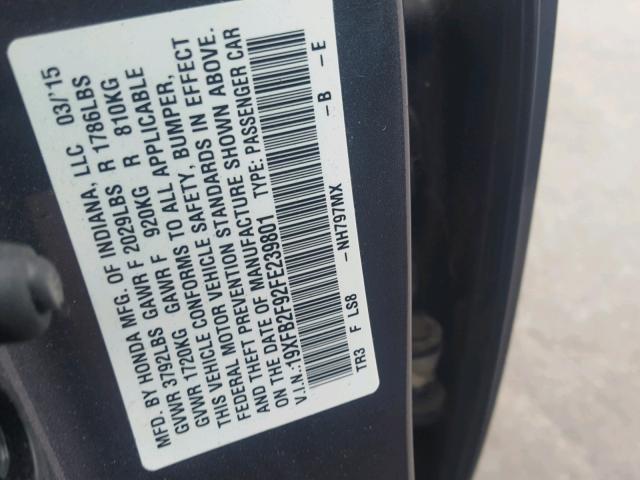 MFD. BY HONDA MFG. OF INDIANA, LLC 03/'15
GVWR 3792LBS GAWR F 2029LBS R 1786LBS
GVWR 1720KG GAWR F 920KG R 810KG
THIS VEHICLE CONFORMS TO ALL APPLICABLE
FEDERAL MOTOR VEHICLE SAFETY, BUMPER,
THEFT PREVENTION STANDARDS IN EFFECT
ON THE DATE OF MANUFACTURE SHOWN ABOVE.
V.I.N.:19XFB2F92FE239801 TYPE: PASSENGER CAR
TR3 F LS8 -NH797MX -B -E